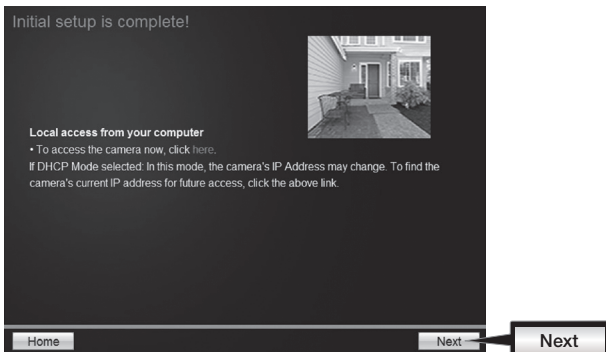 Initial setup is complete!
Local access from your computer
• To access the camera now, click here.
If DHCP Mode selected: In this mode, the camera's IP Address may change. To find the
camera's current IP address for future access, click the above link.
Home
Next
Next